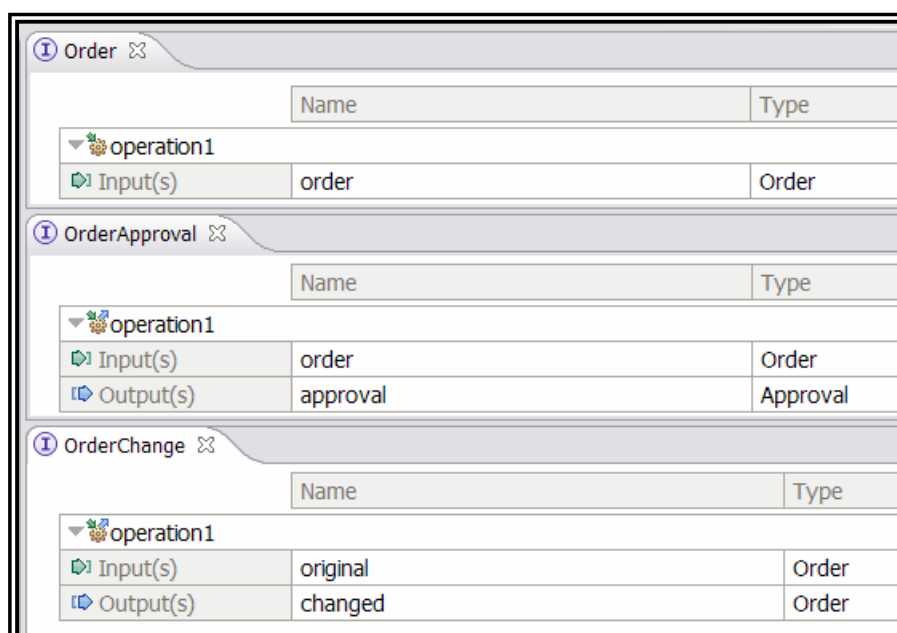 Order
Name Type
operation1
Input(s) order Order
OrderApproval
Name Type
operation1
Input(s) order Order
Output(s) approval Approval
OrderChange
Name Type
operation1
Input(s) original Order
Output(s) changed Order